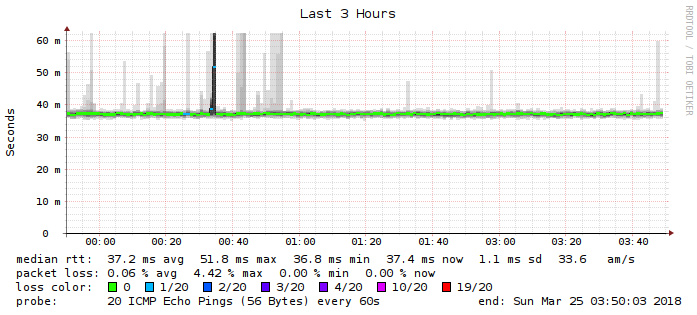 Last 3 Hours
RRDTOOL / TOBI OETIKER
Seconds
60 m
50 m
40 m
30 m
20 m
10 m
0
00:00 00:20 00:40 01:00 01:20 01:40 02:00 02:20 02:40 03:00 03:20 03:40
median rtt: 37.2 ms avg 51.8 ms max 36.8 ms min 37.4 ms now 1.1 ms sd 33.6 am/s
packet loss: 0.06 % avg 4.42 % max 0.00 % min 0.00 % now
loss color: 0 1/20 2/20 3/20 4/20 10/20 19/20
probe: 20 ICMP Echo Pings (56 Bytes) every 60s end: Sun Mar 25 03:50:03 2018